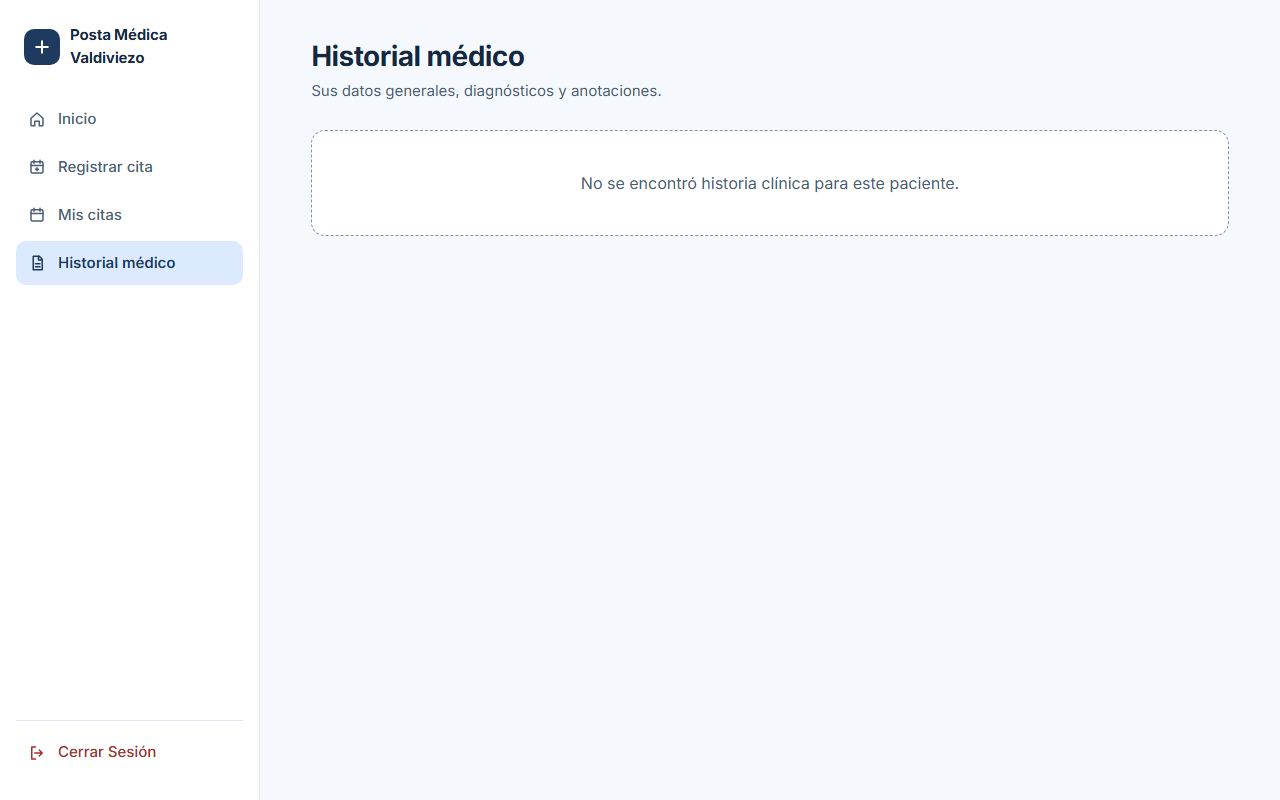 Posta Médica
Valdiviezo
Inicio
Registrar cita
Mis citas
Historial médico
Cerrar Sesión
Historial médico
Sus datos generales, diagnósticos y anotaciones.
No se encontró historia clínica para este paciente.